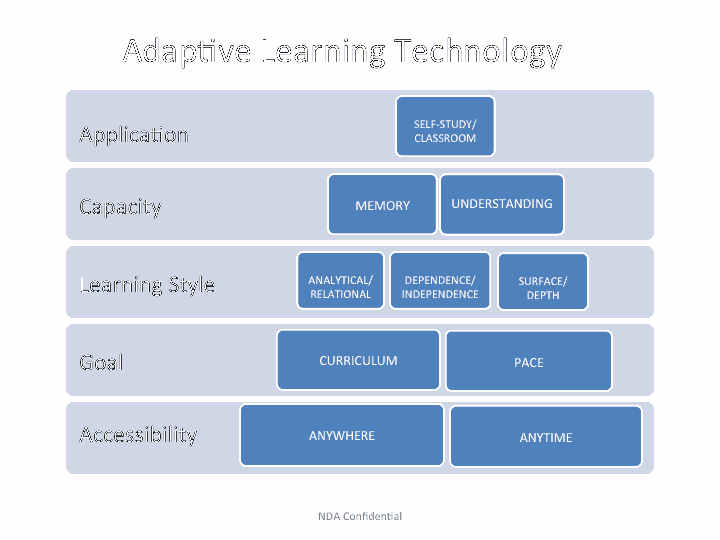 Adaptive Learning Technology
Application
SELF-STUDY/
CLASSROOM
Capacity
MEMORY
UNDERSTANDING
Learning Style
ANALYTICAL/
RELATIONAL
DEPENDENCE/
INDEPENDENCE
SURFACE/
DEPTH
Goal
CURRICULUM
PACE
Accessibility
ANYWHERE
ANYTIME
NDA Confidential